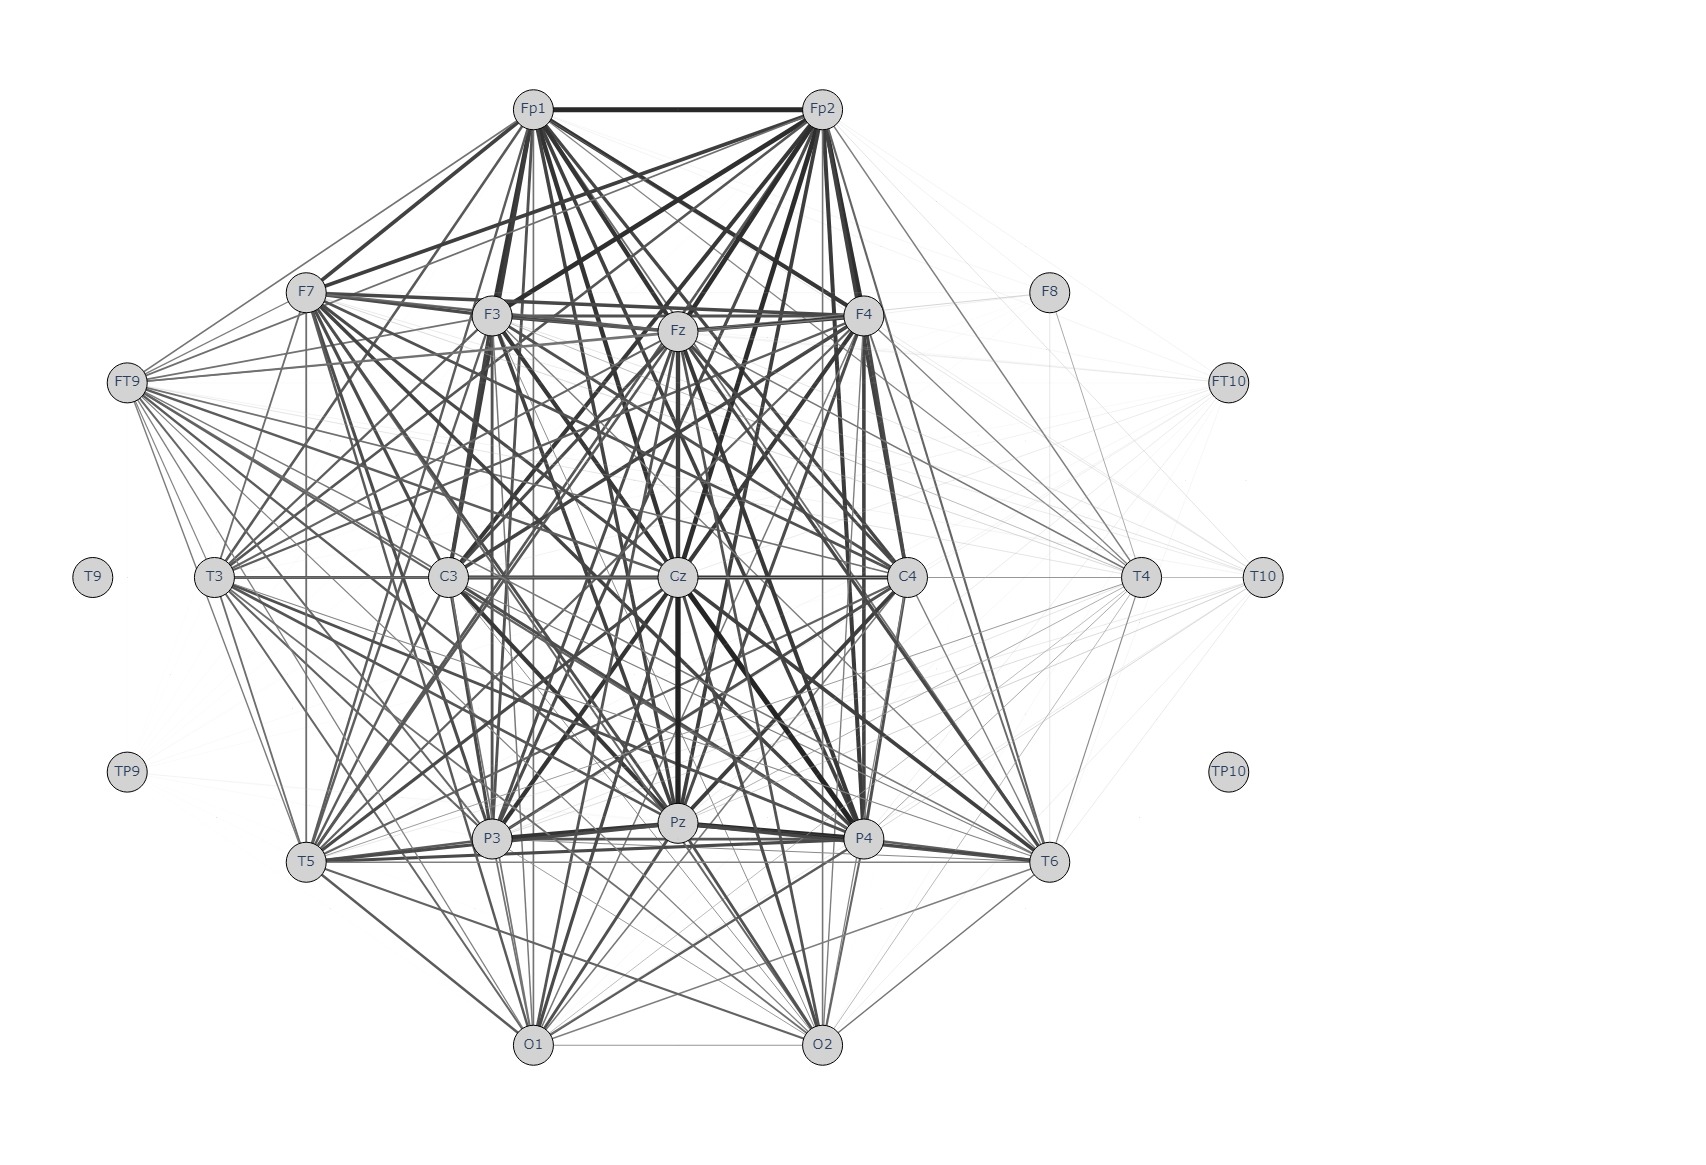 Fp1 Fp2
F7 F3 Fz F4 F8
FT9 FT10
T9 T3 C3 Cz C4 T4 T10
TP9 TP10
T5 P3 Pz P4 T6
O1 O2